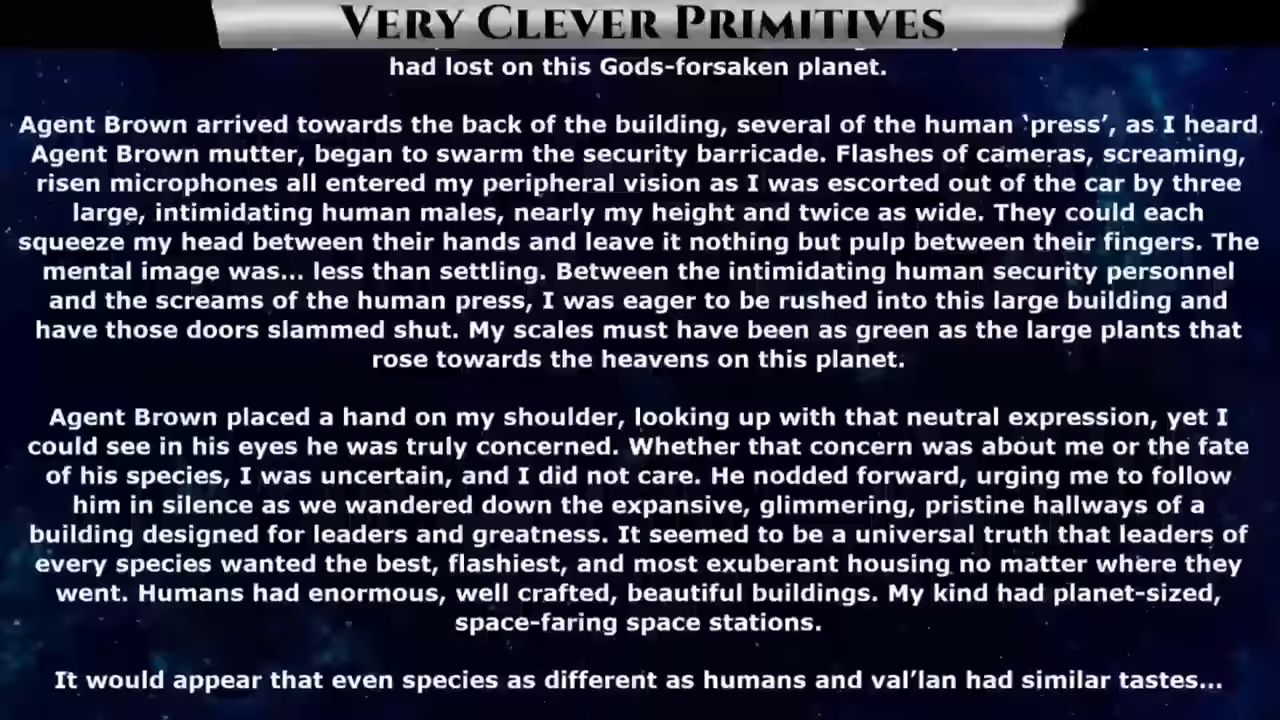 VERY CLEVER PRIMITIVES
had lost on this Gods-forsaken planet.
Agent Brown arrived towards the back of the building, several of the human ‘press’, as I heard
Agent Brown mutter, began to swarm the security barricade. Flashes of cameras, screaming,
risen microphones all entered my peripheral vision as I was escorted out of the car by three
large, intimidating human males, nearly my height and twice as wide. They could each
squeeze my head between their hands and leave it nothing but pulp between their fingers. The
mental image was... less than settling. Between the intimidating human security personnel
and the screams of the human press, I was eager to be rushed into this large building and
have those doors slammed shut. My scales must have been as green as the large plants that
rose towards the heavens on this planet.
Agent Brown placed a hand on my shoulder, looking up with that neutral expression, yet I
could see in his eyes he was truly concerned. Whether that concern was about me or the fate
of his species, I was uncertain, and I did not care. He nodded forward, urging me to follow
him in silence as we wandered down the expansive, glimmering, pristine hallways of a
building designed for leaders and greatness. It seemed to be a universal truth that leaders of
every species wanted the best, flashiest, and most exuberant housing no matter where they
went. Humans had enormous, well crafted, beautiful buildings. My kind had planet-sized,
space-faring space stations.
It would appear that even species as different as humans and val’lan had similar tastes...